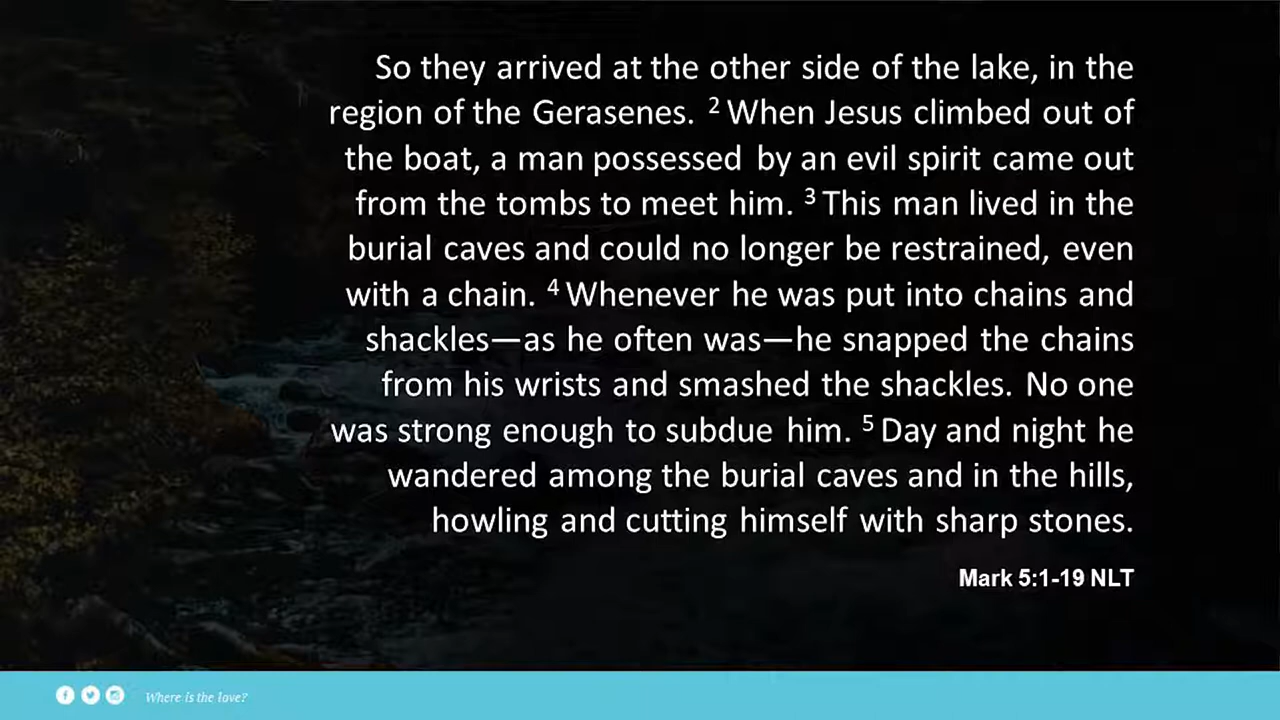 So they arrived at the other side of the lake, in the
region of the Gerasenes. 2 When Jesus climbed out of
the boat, a man possessed by an evil spirit came out
from the tombs to meet him. 3 This man lived in the
burial caves and could no longer be restrained, even
with a chain. 4 Whenever he was put into chains and
shackles—as he often was—he snapped the chains
from his wrists and smashed the shackles. No one
was strong enough to subdue him. 5 Day and night he
wandered among the burial caves and in the hills,
howling and cutting himself with sharp stones.
Mark 5:1-19 NLT
Where is the love?